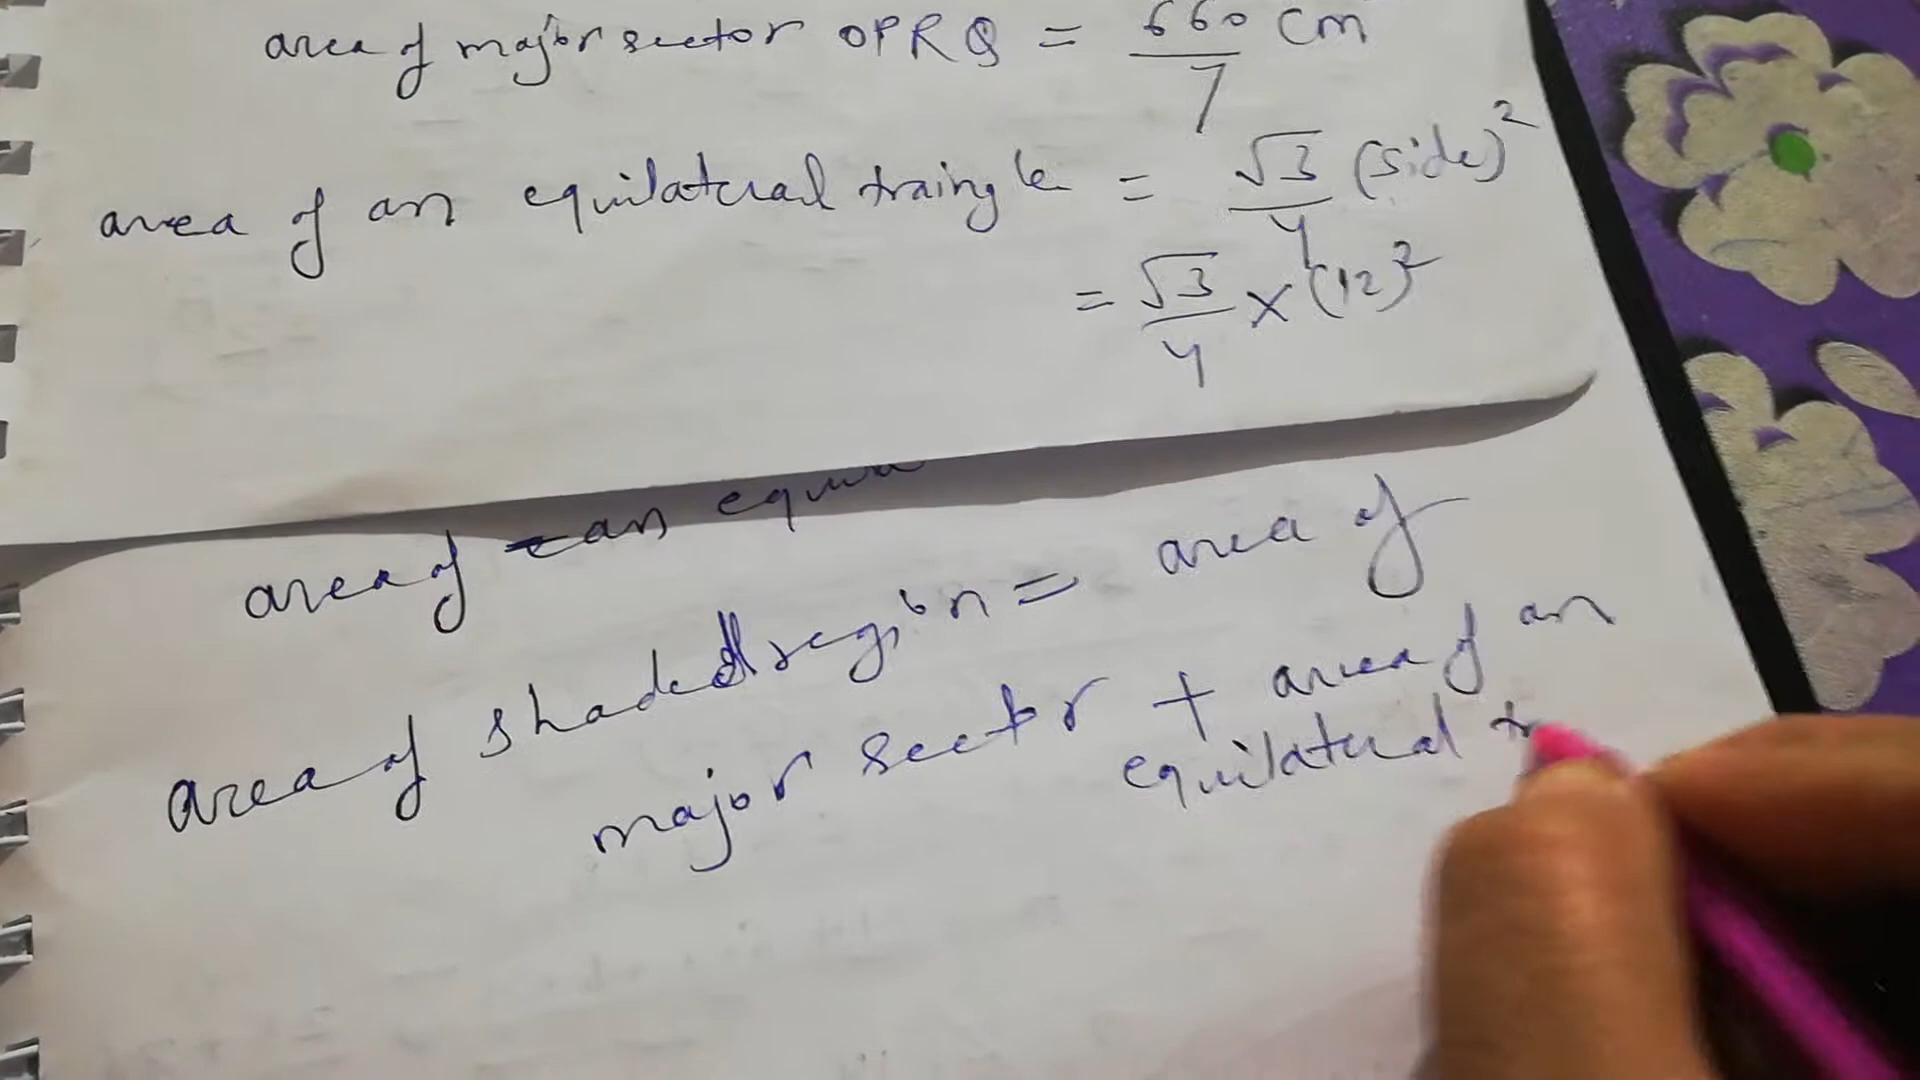 area of major sector OPRQ = 660/7 cm
area of an equilateral traingle = √3/4 (side)²
= √3/4 × (12)²
area of an
area of shaded region = area of
major sector + area of an
equilateral